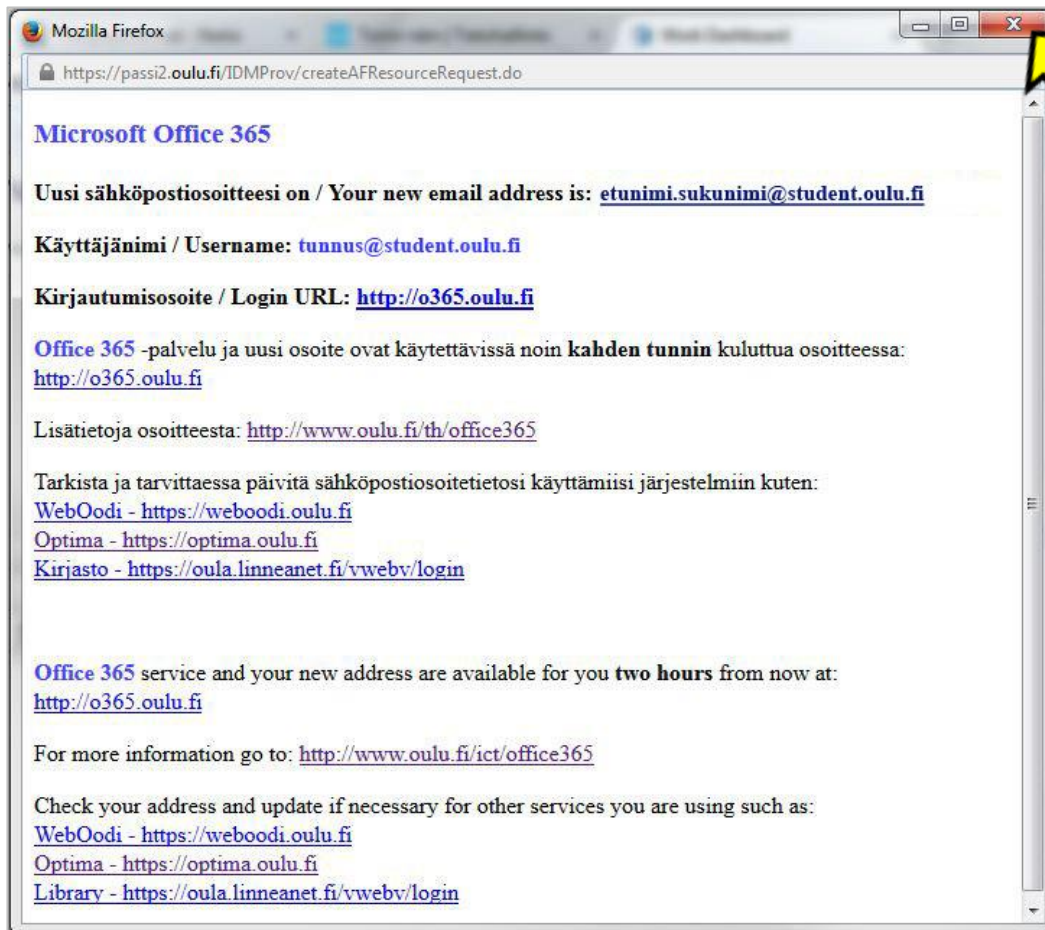 Mozilla Firefox
https://passi2.oulu.fi/IDMProv/createAFResourceRequest.do
Microsoft Office 365
Uusi sähköpostiosoitteesi on / Your new email address is: etunimi.sukunimi@student.oulu.fi
Käyttäjänimi / Username: tunnus@student.oulu.fi
Kirjautumisosoite / Login URL: http://o365.oulu.fi
Office 365 -palvelu ja uusi osoite ovat käytettävissä noin kahden tunnin kuluttua osoitteessa:
http://o365.oulu.fi
Lisätietoja osoitteesta: http://www.oulu.fi/th/office365
Tarkista ja tarvittaessa päivitä sähköpostiosoitetietosi käyttämiisi järjestelmiin kuten:
WebOodi - https://weboodi.oulu.fi
Optima - https://optima.oulu.fi
Kirjasto - https://oula.linneanet.fi/vwebv/login
Office 365 service and your new address are available for you two hours from now at:
http://o365.oulu.fi
For more information go to: http://www.oulu.fi/ict/office365
Check your address and update if necessary for other services you are using such as:
WebOodi - https://weboodi.oulu.fi
Optima - https://optima.oulu.fi
Library - https://oula.linneanet.fi/vwebv/login